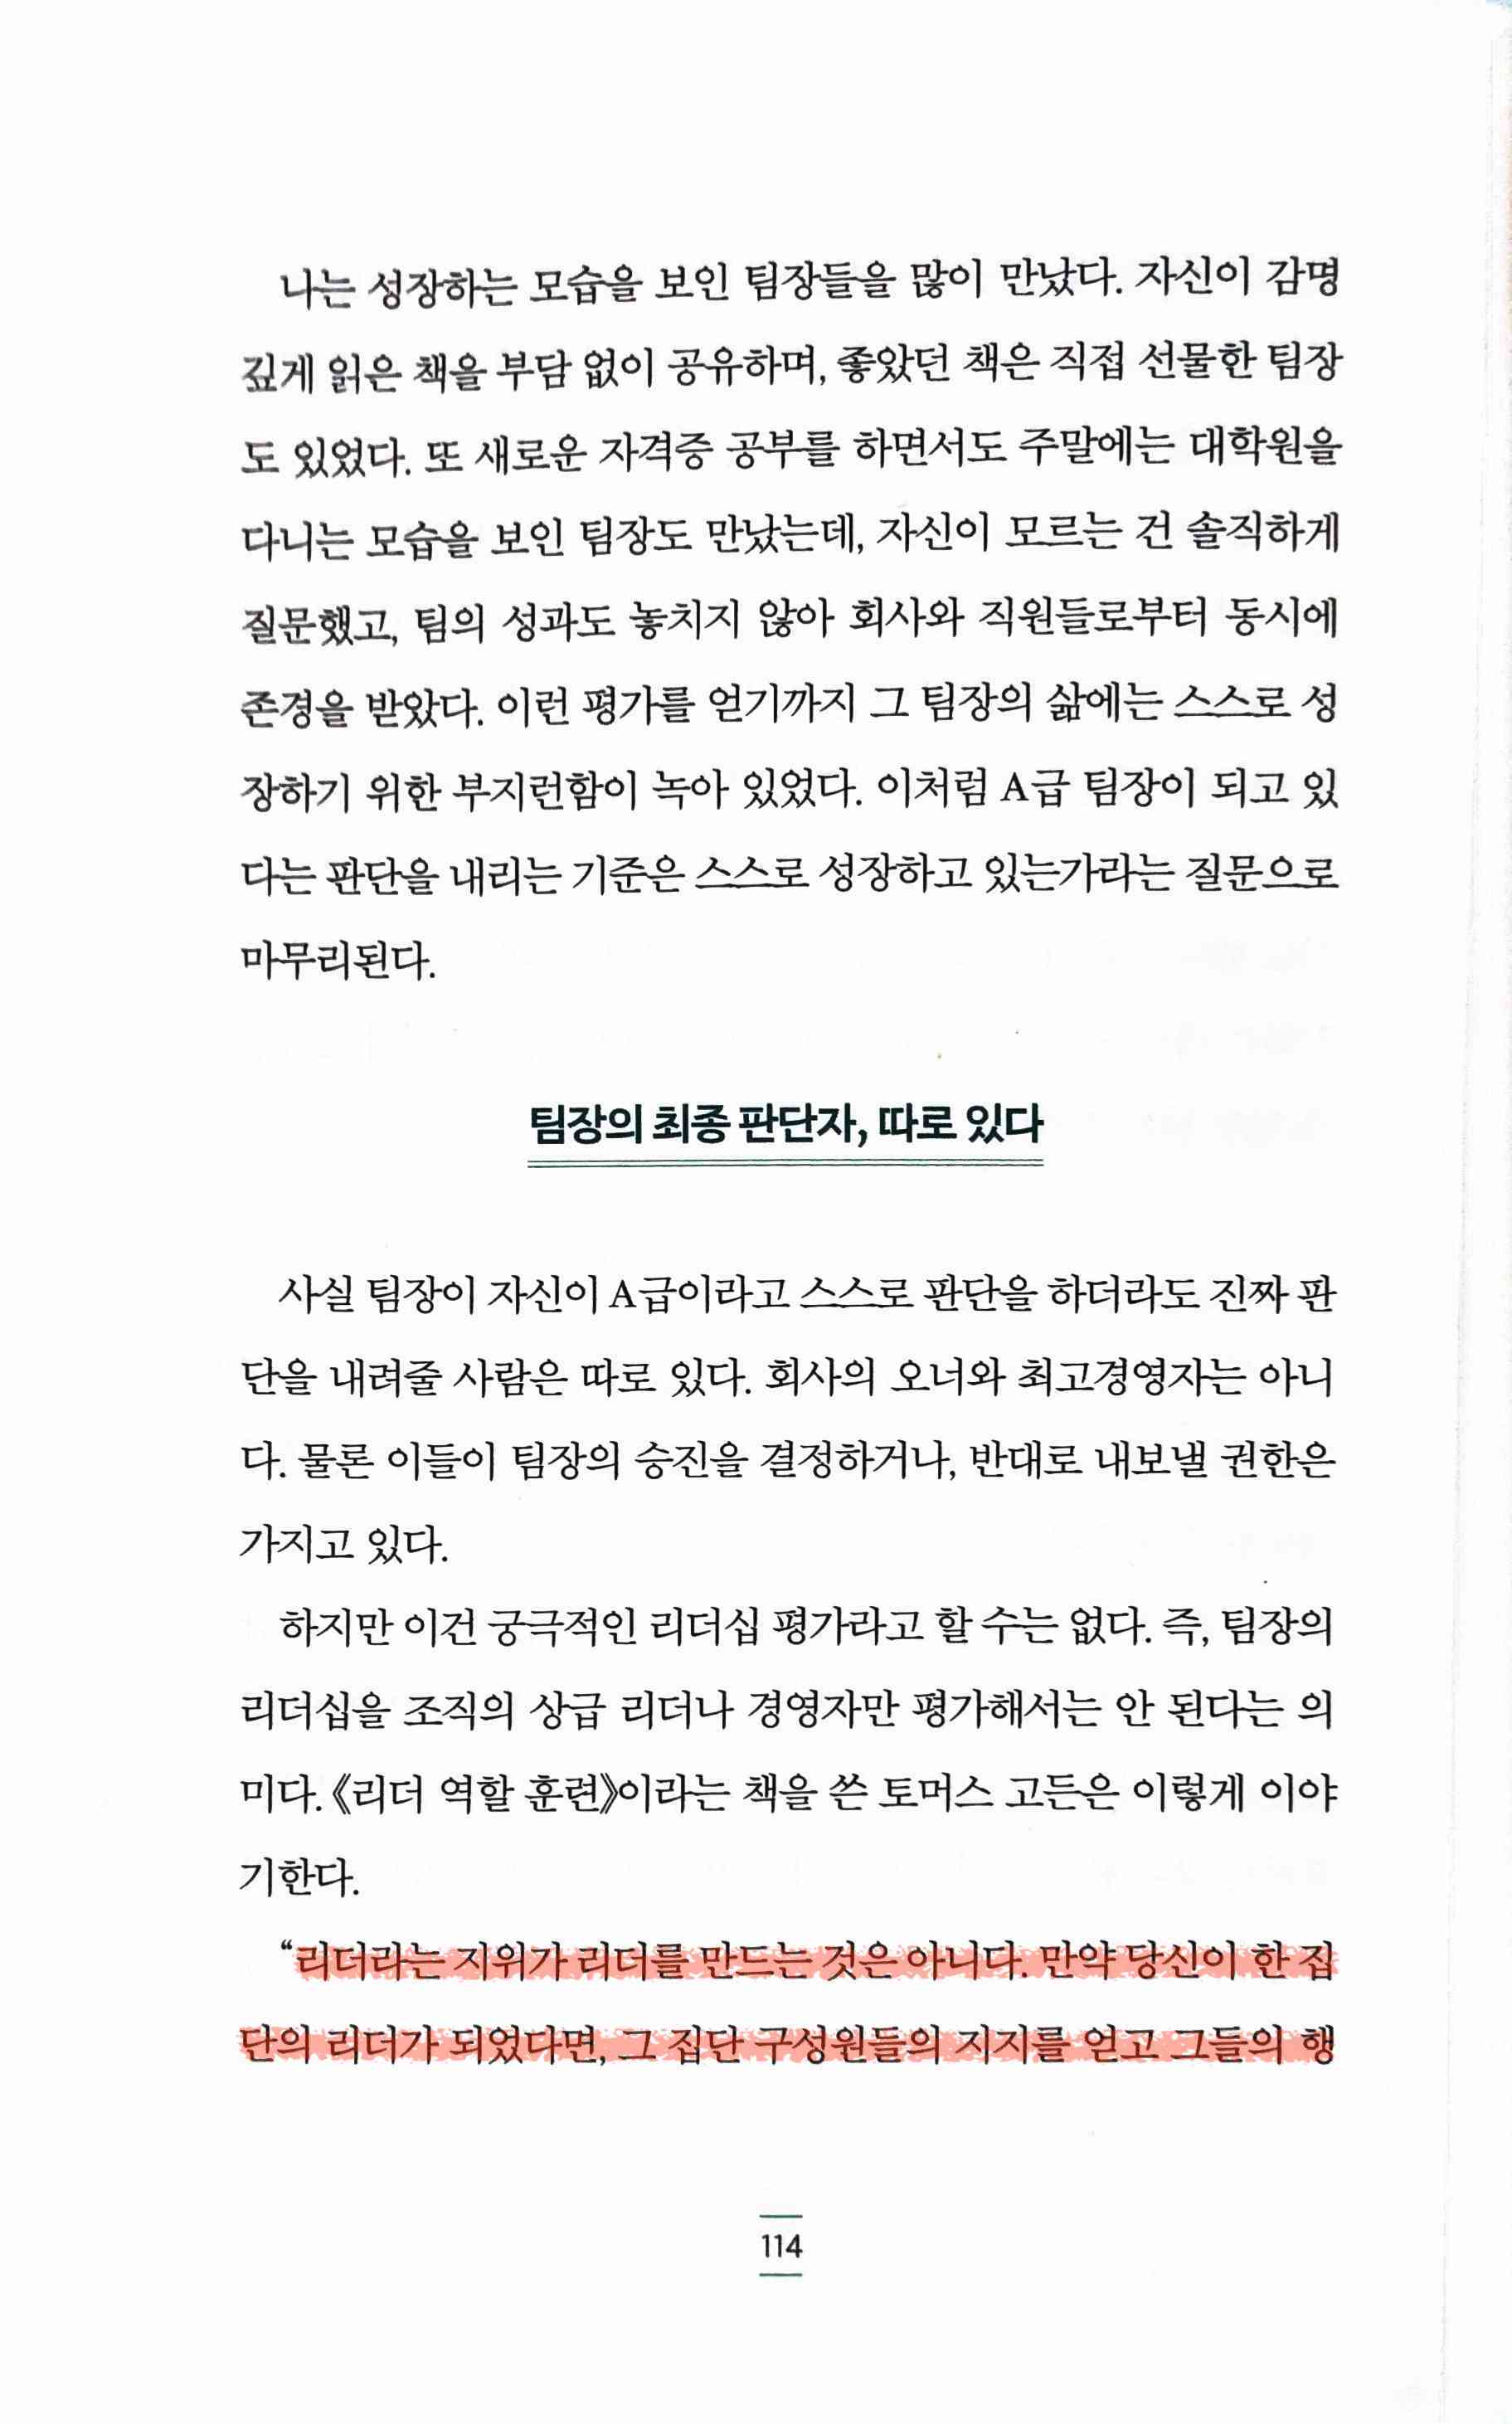 나는 성장하는 모습을 보인 팀장들을 많이 만났다. 자신이 감명
깊게 읽은 책을 부담 없이 공유하며, 좋았던 책은 직접 선물한 팀장
도 있었다. 또 새로운 자격증 공부를 하면서도 주말에는 대학원을
다니는 모습을 보인 팀장도 만났는데, 자신이 모르는 건 솔직하게
질문했고, 팀의 성과도 놓치지 않아 회사와 직원들로부터 동시에
존경을 받았다. 이런 평가를 얻기까지 그 팀장의 삶에는 스스로 성
장하기 위한 부지런함이 녹아 있었다. 이처럼 A급 팀장이 되고 있
다는 판단을 내리는 기준은 스스로 성장하고 있는가라는 질문으로
마무리된다.
팀장의 최종 판단자, 따로 있다
사실 팀장이 자신이 A급이라고 스스로 판단을 하더라도 진짜 판
단을 내려줄 사람은 따로 있다. 회사의 오너와 최고경영자는 아니
다. 물론 이들이 팀장의 승진을 결정하거나, 반대로 내보낼 권한은
가지고 있다.
하지만 이건 궁극적인 리더십 평가라고 할 수는 없다. 즉, 팀장의
리더십을 조직의 상급 리더나 경영자만 평가해서는 안 된다는 의
미다. 《리더 역할 훈련》이라는 책을 쓴 토머스 고든은 이렇게 이야
기한다.
“리더라는 지위가 리더를 만드는 것은 아니다. 만약 당신이 한 집
단의 리더가 되었다면, 그 집단 구성원들의 지지를 얻고 그들의 행
114